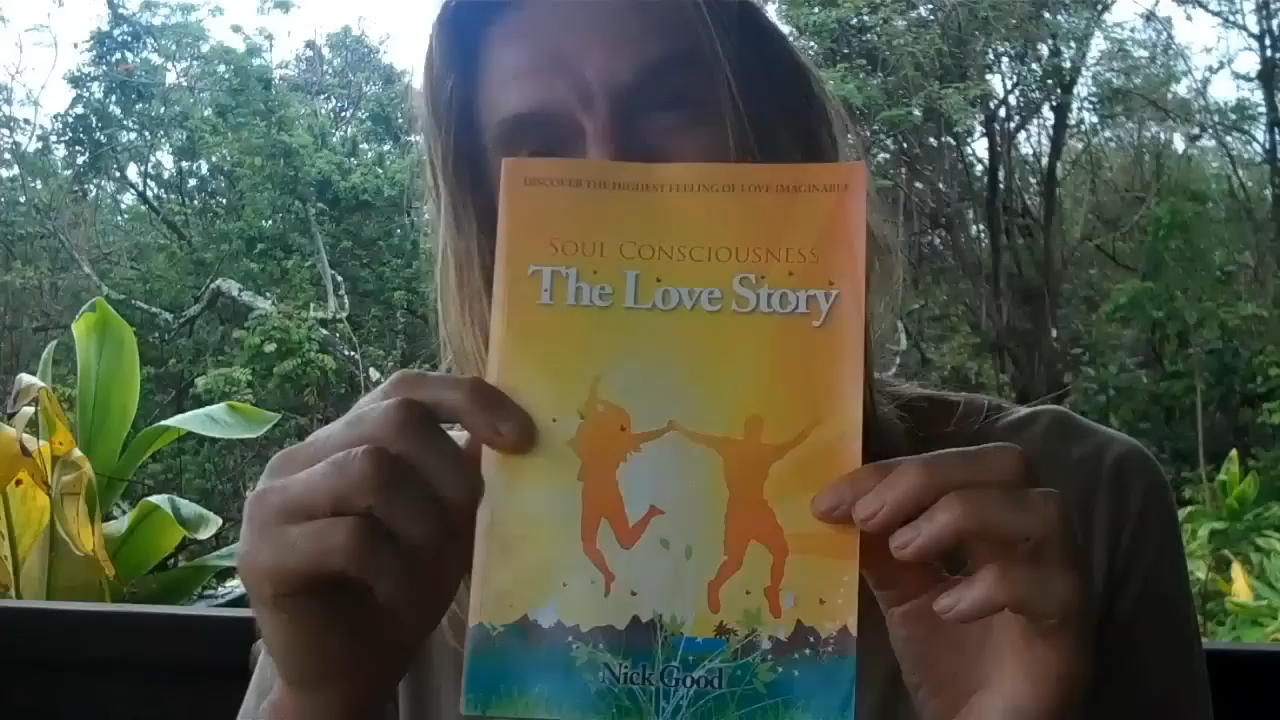 DISCOVER THE HIGHEST FEELING OF LOVE IMAGINABLE
SOUL CONSCIOUSNESS
The Love Story
Nick Good